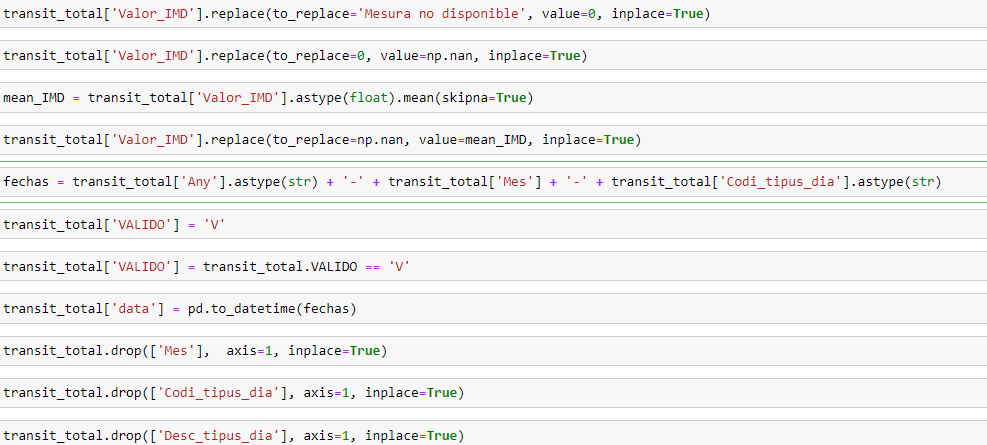 transit_total['Valor_IMD'].replace(to_replace='Mesura no disponible', value=0, inplace=True)
transit_total['Valor_IMD'].replace(to_replace=0, value=np.nan, inplace=True)
mean_IMD = transit_total['Valor_IMD'].astype(float).mean(skipna=True)
transit_total['Valor_IMD'].replace(to_replace=np.nan, value=mean_IMD, inplace=True)
fechas = transit_total['Any'].astype(str) + '-' + transit_total['Mes'] + '-' + transit_total['Codi_tipus_dia'].astype(str)
transit_total['VALIDO'] = 'V'
transit_total['VALIDO'] = transit_total.VALIDO == 'V'
transit_total['data'] = pd.to_datetime(fechas)
transit_total.drop(['Mes'],  axis=1, inplace=True)
transit_total.drop(['Codi_tipus_dia'], axis=1, inplace=True)
transit_total.drop(['Desc_tipus_dia'], axis=1, inplace=True)